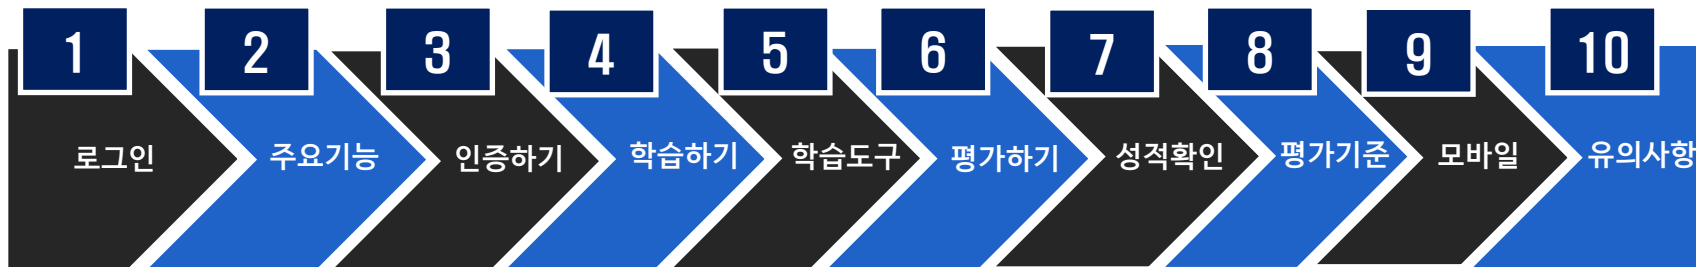 1 2 3 4 5 6 7 8 9 10
로그인 주요기능 인증하기 학습하기 학습도구 평가하기 성적확인 평가기준 모바일 유의사항